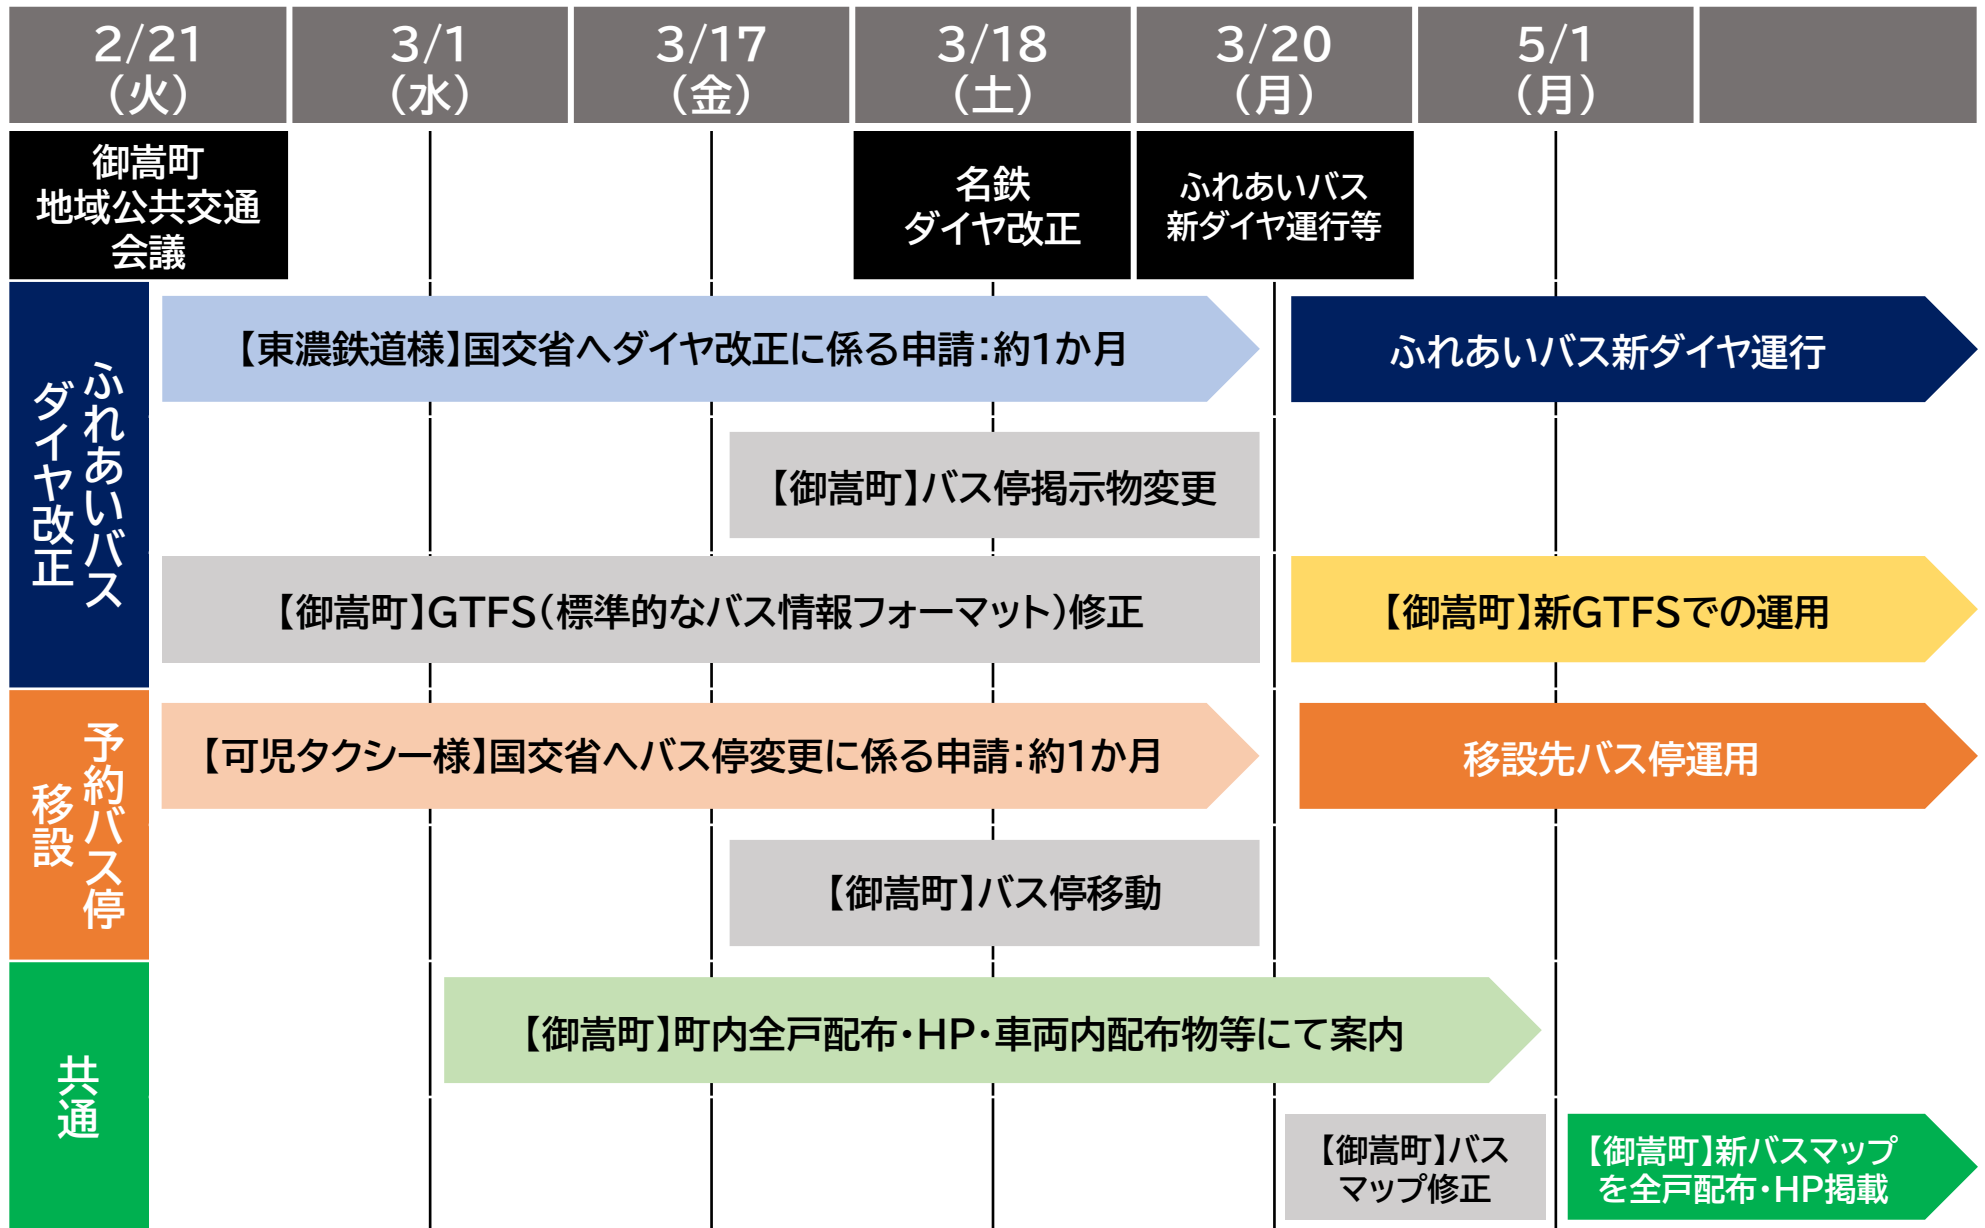 2/21
（火）
3/1
（水）
3/17
（金）
3/18
（土）
3/20
（月）
5/1
（月）
御嵩町
地域公共交通
会議
名鉄
ダイヤ改正
ふれあいバス
新ダイヤ運行等
ふれあいバス
ダイヤ改正
【東濃鉄道様】国交省へダイヤ改正に係る申請：約1か月
ふれあいバス新ダイヤ運行
【御嵩町】バス停掲示物変更
【御嵩町】GTFS（標準的なバス情報フォーマット）修正
【御嵩町】新GTFSでの運用
予約バス停
移設
【可児タクシー様】国交省へバス停変更に係る申請：約1か月
移設先バス停運用
【御嵩町】バス停移動
共通
【御嵩町】町内全戸配布・HP・車両内配布物等にて案内
【御嵩町】バス
マップ修正
【御嵩町】新バスマップ
を全戸配布・HP掲載